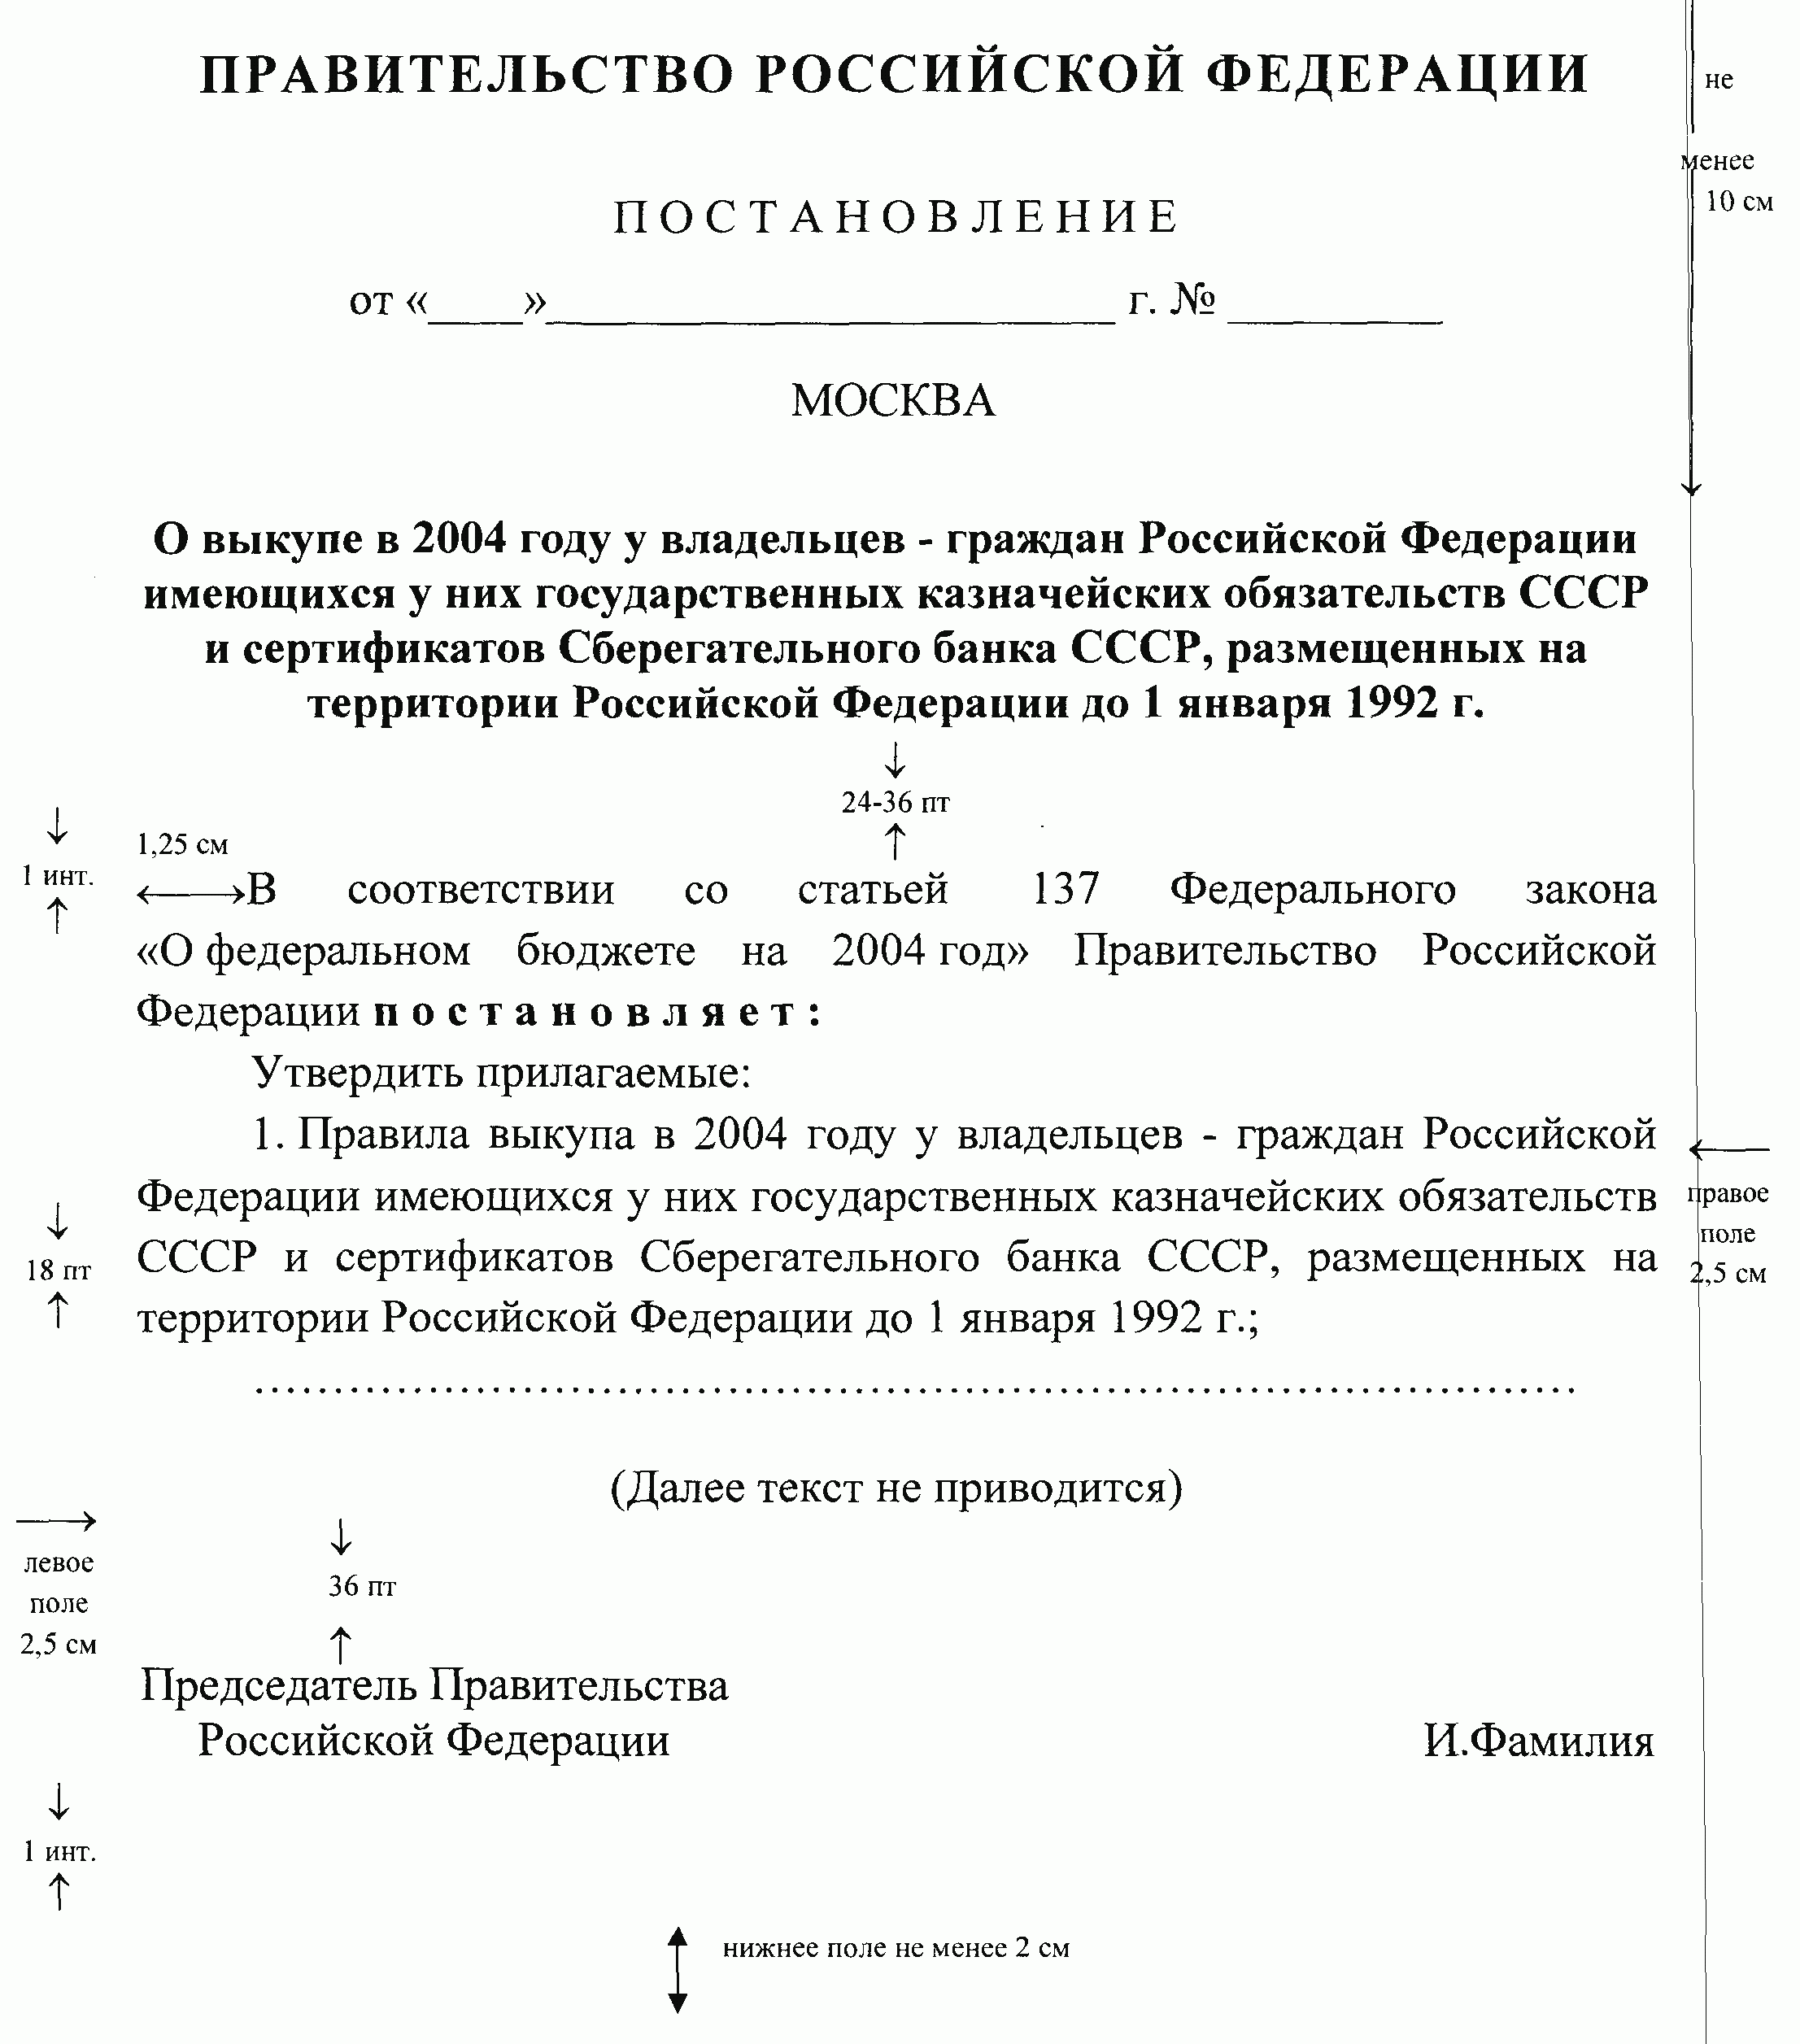 ПРАВИТЕЛЬСТВО РОССИЙСКОЙ ФЕДЕРАЦИИ
не
менее
10 см
ПОСТАНОВЛЕНИЕ
от «____»________________________ г. № _________
МОСКВА
О выкупе в 2004 году у владельцев - граждан Российской Федерации
имеющихся у них государственных казначейских обязательств СССР
и сертификатов Сберегательного банка СССР, размещенных на
территории Российской Федерации до 1 января 1992 г.
↓
24-36 пт
↑
↓
1 инт.
↑
1,25 см
←→В соответствии со статьей 137 Федерального закона
«О федеральном бюджете на 2004 год» Правительство Российской
Федерации постановляет:
Утвердить прилагаемые:
1. Правила выкупа в 2004 году у владельцев - граждан Российской
Федерации имеющихся у них государственных казначейских обязательств
СССР и сертификатов Сберегательного банка СССР, размещенных на
территории Российской Федерации до 1 января 1992 г.;
↓
18 пт
↑
←
правое
поле
2,5 см
....................................................................................
(Далее текст не приводится)
→
левое
поле
2,5 см
↓
36 пт
↑
Председатель Правительства
Российской Федерации И.Фамилия
↓
1 инт.
↑
нижнее поле не менее 2 см